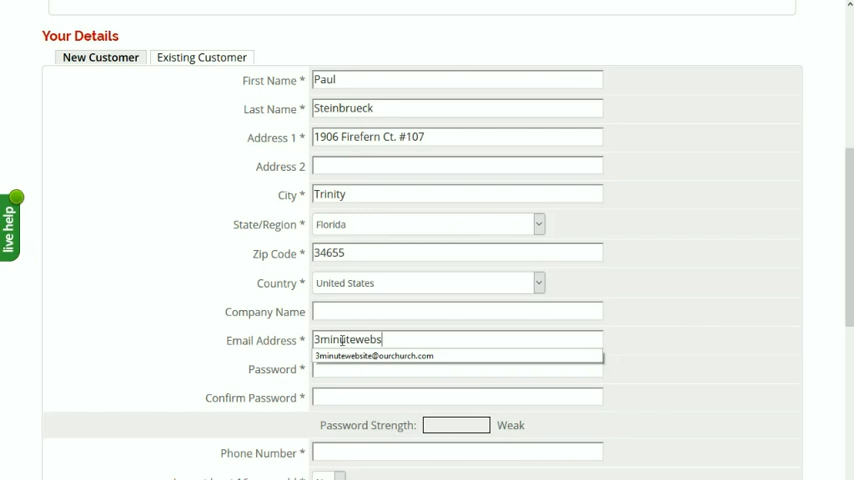 Your Details
New Customer Existing Customer
First Name * Paul
Last Name * Steinbrueck
Address 1 * 1906 Firefern Ct. #107
Address 2
City * Trinity
State/Region * Florida
Zip Code * 34655
Country * United States
Company Name
Email Address * 3minutewebs
3minutewebsite@ourchurch.com
Password *
Confirm Password *
Password Strength: Weak
Phone Number *
live help